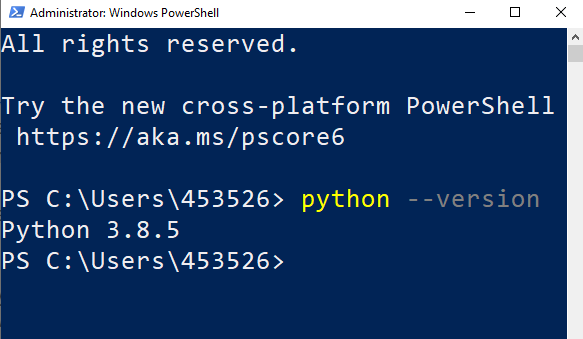 Administrator: Windows PowerShell
All rights reserved.
Try the new cross-platform PowerShell
https://aka.ms/pscore6
PS C:\Users\453526> python --version
Python 3.8.5
PS C:\Users\453526>